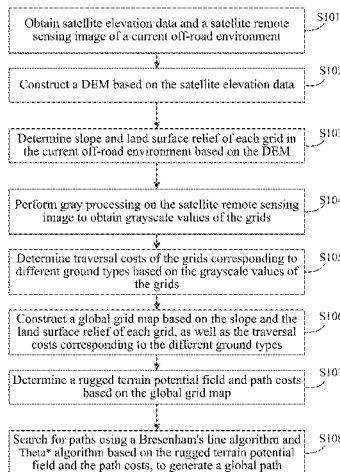 Obtain satellite elevation data and a satellite remote
sensing image of a current off-road environment
S101
Construct a DEM based on the satellite elevation data
S102
Determine slope and land surface relief of each grid in
the current off-road environment based on the DEM
S103
Perform gray processing on the satellite remote sensing
image to obtain grayscale values of the grids
S104
Determine traversal costs of the grids corresponding to
different ground types based on the grayscale values of
the grids
S105
Construct a global grid map based on the slope and the
land surface relief of each grid, as well as the traversal
costs corresponding to the different ground types
S106
Determine a rugged terrain potential field and path costs
based on the global grid map
S107
Search for paths using a Bresenham's line algorithm and
Theta* algorithm based on the rugged terrain potential
field and the path costs, to generate a global path
S108